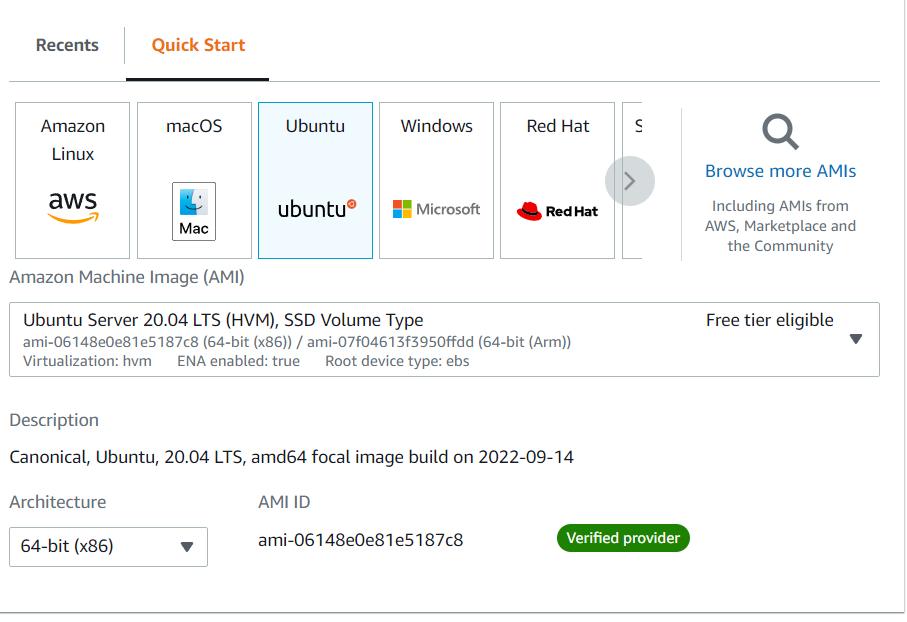 Recents
Quick Start
Amazon
Linux
aws
macOS
Mac
Ubuntu
ubuntu
Windows
Microsoft
Red Hat
Red Hat
S
Browse more AMIs
Including AMIs from
AWS, Marketplace and
the Community
Amazon Machine Image (AMI)
Ubuntu Server 20.04 LTS (HVM), SSD Volume Type
Free tier eligible
ami-06148e0e81e5187c8 (64-bit (x86)) / ami-07f04613f3950ffdd (64-bit (Arm))
Virtualization: hvm ENA enabled: true Root device type: ebs
Description
Canonical, Ubuntu, 20.04 LTS, amd64 focal image build on 2022-09-14
Architecture
AMI ID
64-bit (x86)
ami-06148e0e81e5187c8
Verified provider